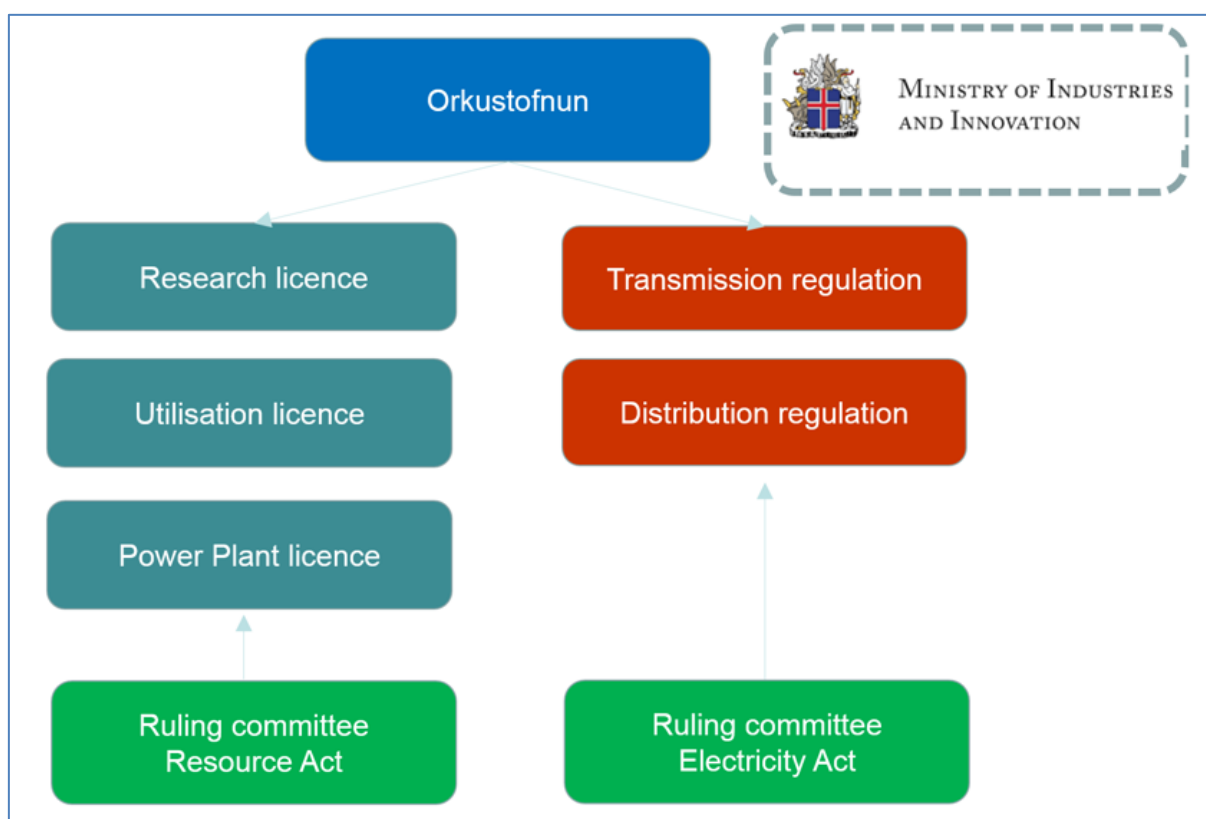 Orkustofnun
MINISTRY OF INDUSTRIES
AND INNOVATION
Research licence
Transmission regulation
Utilisation licence
Distribution regulation
Power Plant licence
Ruling committee
Resource Act
Ruling committee
Electricity Act